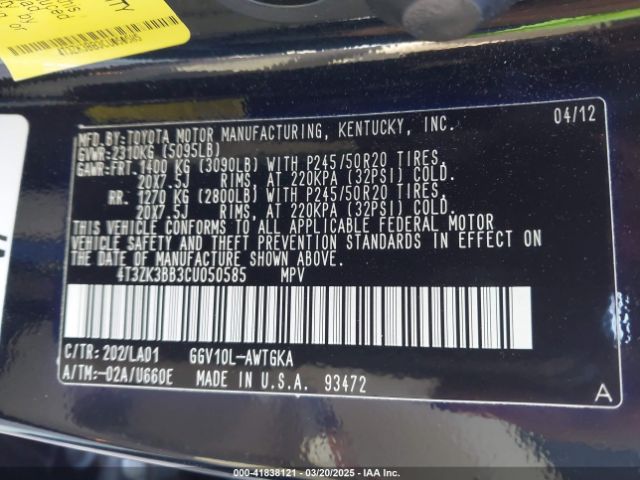 MFD.BY:TOYOTA MOTOR MANUFACTURING, KENTUCKY, INC. 04/12
GVWR:2310KG (5095LB)
GAWR:FRT. 1400 KG (3090LB) WITH P245/50R20 TIRES,
20X7.5J RIMS, AT 220KPA (32PSI) COLD.
RR. 1270 KG (2800LB) WITH P245/50R20 TIRES,
20X7.5J RIMS, AT 220KPA (32PSI) COLD.
THIS VEHICLE CONFORMS TO ALL APPLICABLE FEDERAL MOTOR
VEHICLE SAFETY AND THEFT PREVENTION STANDARDS IN EFFECT ON
THE DATE OF MANUFACTURE SHOWN ABOVE.
4T3ZK3BB3CU050585 MPV
C/TR: 202/LA01 GGV10L-AWTGKA
A/TM:-02A/U660E MADE IN U.S.A. 93472
A
00-41838121 - 03/20/2025 - IAA Inc.